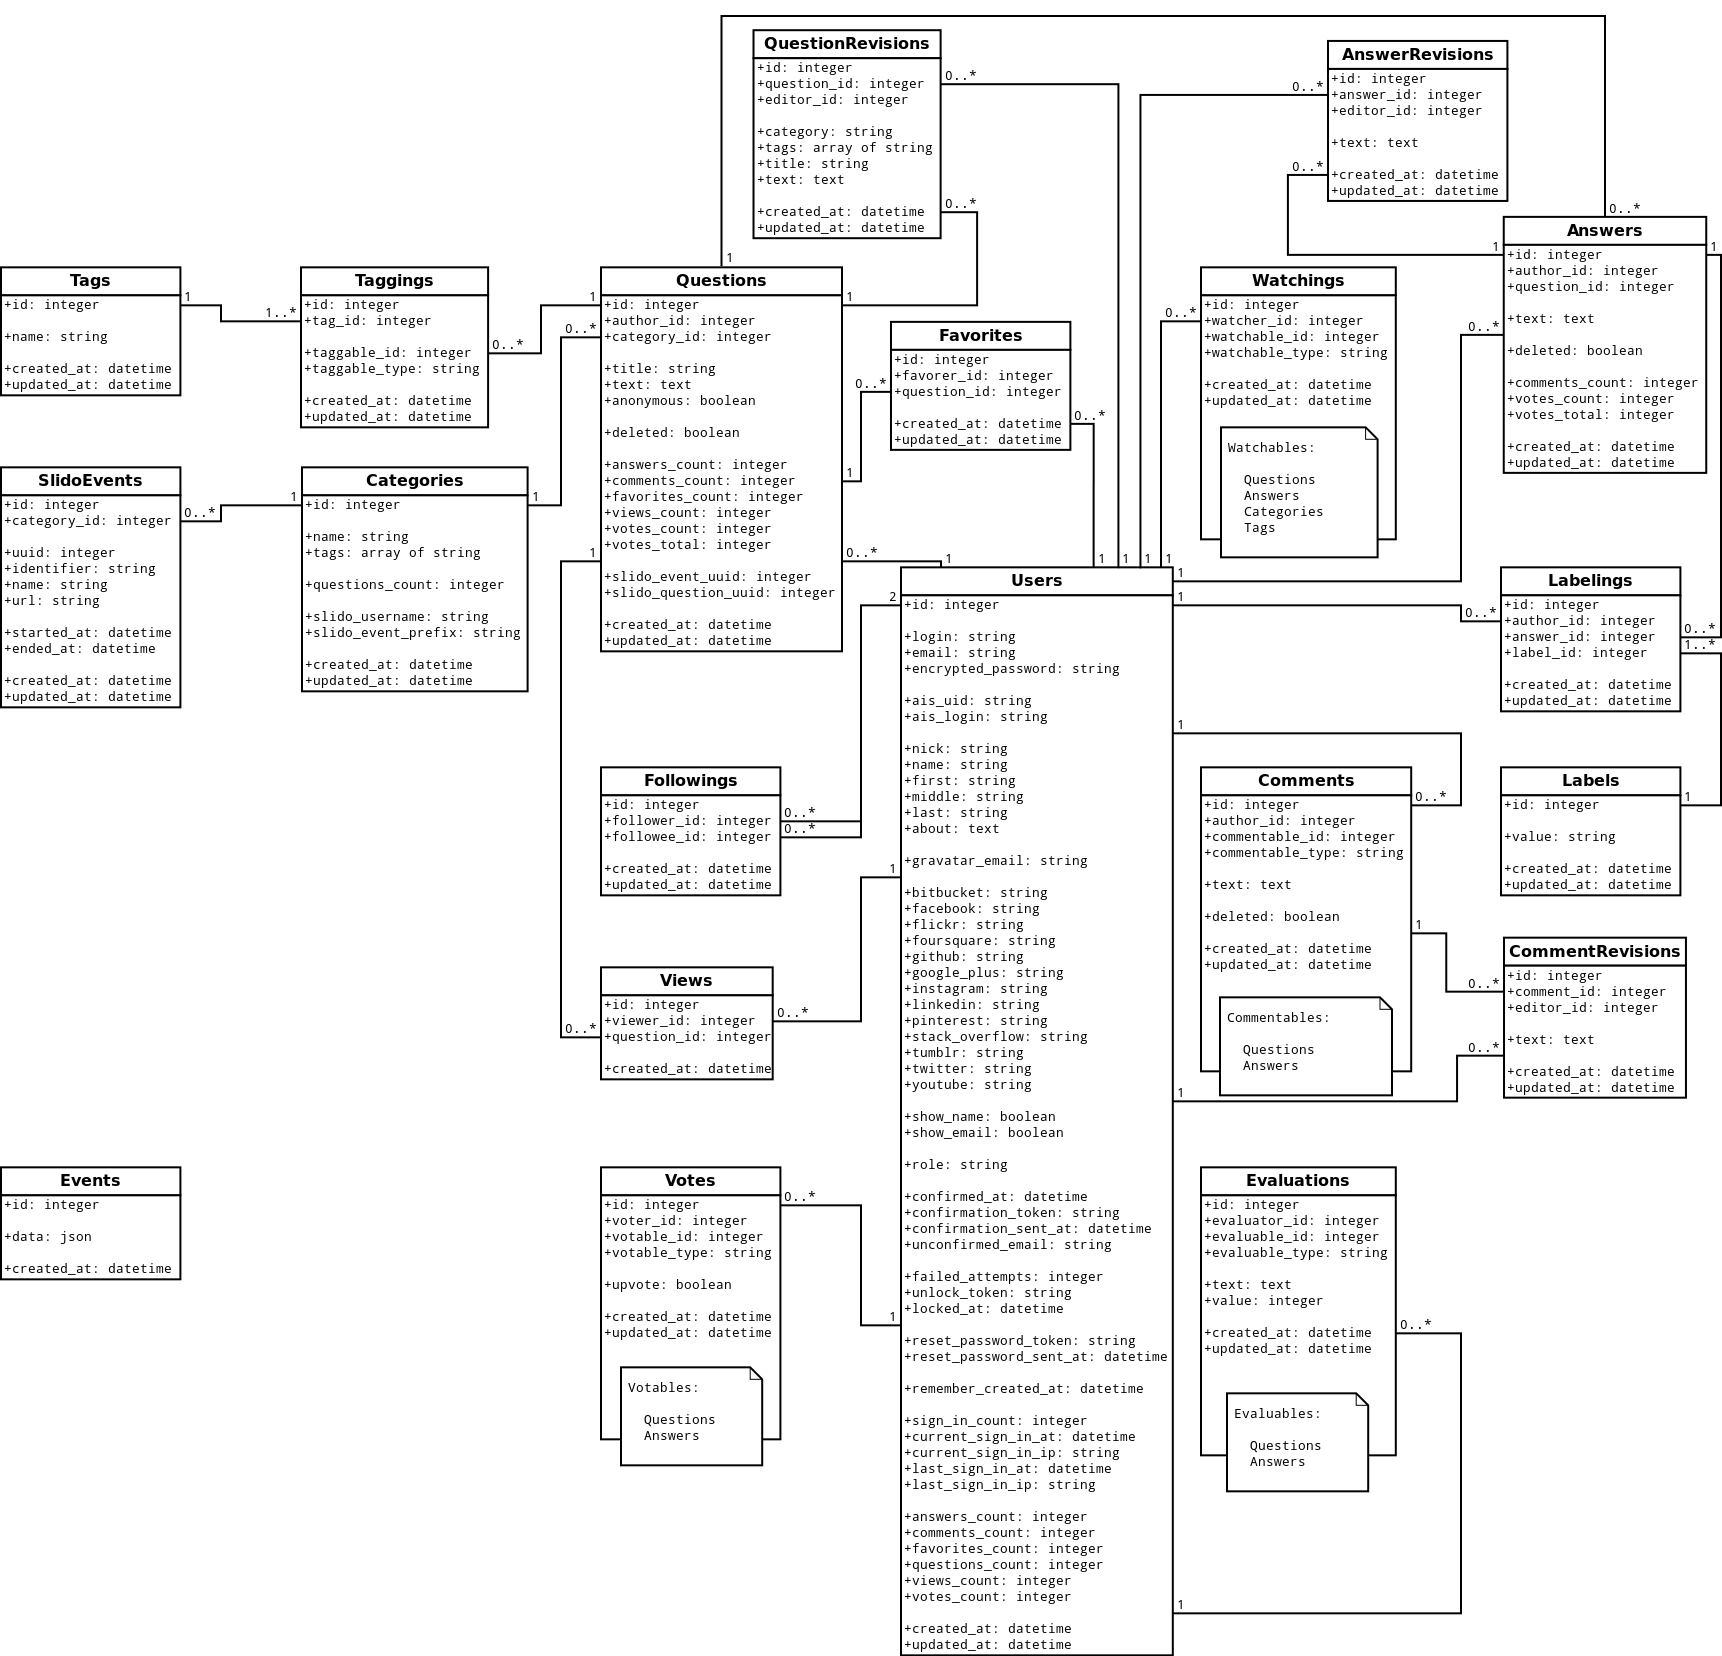 QuestionRevisions
+id: integer
+question_id: integer
+editor_id: integer
+category: string
+tags: array of string
+title: string
+text: text
+created_at: datetime
+updated_at: datetime
0..*
0..*
AnswerRevisions
+id: integer
+answer_id: integer
+editor_id: integer
+text: text
+created_at: datetime
+updated_at: datetime
0..*
0..*
Answers
+id: integer
+author_id: integer
+question_id: integer
+text: text
+deleted: boolean
+comments_count: integer
+votes_count: integer
+votes_total: integer
+created_at: datetime
+updated_at: datetime
0..*
1
1
0..*
Tags
+id: integer
+name: string
+created_at: datetime
+updated_at: datetime
1
1..*
Taggings
+id: integer
+tag_id: integer
+taggable_id: integer
+taggable_type: string
+created_at: datetime
+updated_at: datetime
0..*
1
0..*
1
Questions
+id: integer
+author_id: integer
+category_id: integer
+title: string
+text: text
+anonymous: boolean
+deleted: boolean
+answers_count: integer
+comments_count: integer
+favorites_count: integer
+views_count: integer
+votes_count: integer
+votes_total: integer
+slido_event_uuid: integer
+slido_question_uuid: integer
+created_at: datetime
+updated_at: datetime
1
1
1
0..*
Favorites
+id: integer
+favorer_id: integer
+question_id: integer
+created_at: datetime
+updated_at: datetime
0..*
0..*
Watchings
+id: integer
+watcher_id: integer
+watchable_id: integer
+watchable_type: string
+created_at: datetime
+updated_at: datetime
0..*
Watchables:
Questions
Answers
Categories
Tags
SlidoEvents
+id: integer
+category_id: integer
+uuid: integer
+identifier: string
+name: string
+url: string
+started_at: datetime
+ended_at: datetime
+created_at: datetime
+updated_at: datetime
0..*
1
Categories
+id: integer
+name: string
+tags: array of string
+questions_count: integer
+slido_username: string
+slido_event_prefix: string
+created_at: datetime
+updated_at: datetime
1
1
1
1
1
1
1
Users
+id: integer
+login: string
+email: string
+encrypted_password: string
+ais_uid: string
+ais_login: string
+nick: string
+name: string
+first: string
+middle: string
+last: string
+about: text
+gravatar_email: string
+bitbucket: string
+facebook: string
+flickr: string
+foursquare: string
+github: string
+google_plus: string
+instagram: string
+linkedin: string
+pinterest: string
+stack_overflow: string
+tumblr: string
+twitter: string
+youtube: string
+show_name: boolean
+show_email: boolean
+role: string
+confirmed_at: datetime
+confirmation_token: string
+confirmation_sent_at: datetime
+unconfirmed_email: string
+failed_attempts: integer
+unlock_token: string
+locked_at: datetime
+reset_password_token: string
+reset_password_sent_at: datetime
+remember_created_at: datetime
+sign_in_count: integer
+current_sign_in_at: datetime
+current_sign_in_ip: string
+last_sign_in_at: datetime
+last_sign_in_ip: string
+answers_count: integer
+comments_count: integer
+favorites_count: integer
+questions_count: integer
+views_count: integer
+votes_count: integer
+created_at: datetime
+updated_at: datetime
2
1
1
1
1
1
1
1
Labelings
+id: integer
+author_id: integer
+answer_id: integer
+label_id: integer
+created_at: datetime
+updated_at: datetime
0..*
0..*
1..*
Followings
+id: integer
+follower_id: integer
+followee_id: integer
+created_at: datetime
+updated_at: datetime
0..*
0..*
Comments
+id: integer
+author_id: integer
+commentable_id: integer
+commentable_type: string
+text: text
+deleted: boolean
+created_at: datetime
+updated_at: datetime
0..*
1
Commentables:
Questions
Answers
Labels
+id: integer
+value: string
+created_at: datetime
+updated_at: datetime
1
CommentRevisions
+id: integer
+comment_id: integer
+editor_id: integer
+text: text
+created_at: datetime
+updated_at: datetime
0..*
0..*
Views
+id: integer
+viewer_id: integer
+question_id: integer
+created_at: datetime
0..*
0..*
Events
+id: integer
+data: json
+created_at: datetime
Votes
+id: integer
+voter_id: integer
+votable_id: integer
+votable_type: string
+upvote: boolean
+created_at: datetime
+updated_at: datetime
0..*
Votables:
Questions
Answers
Evaluations
+id: integer
+evaluator_id: integer
+evaluable_id: integer
+evaluable_type: string
+text: text
+value: integer
+created_at: datetime
+updated_at: datetime
0..*
Evaluables:
Questions
Answers